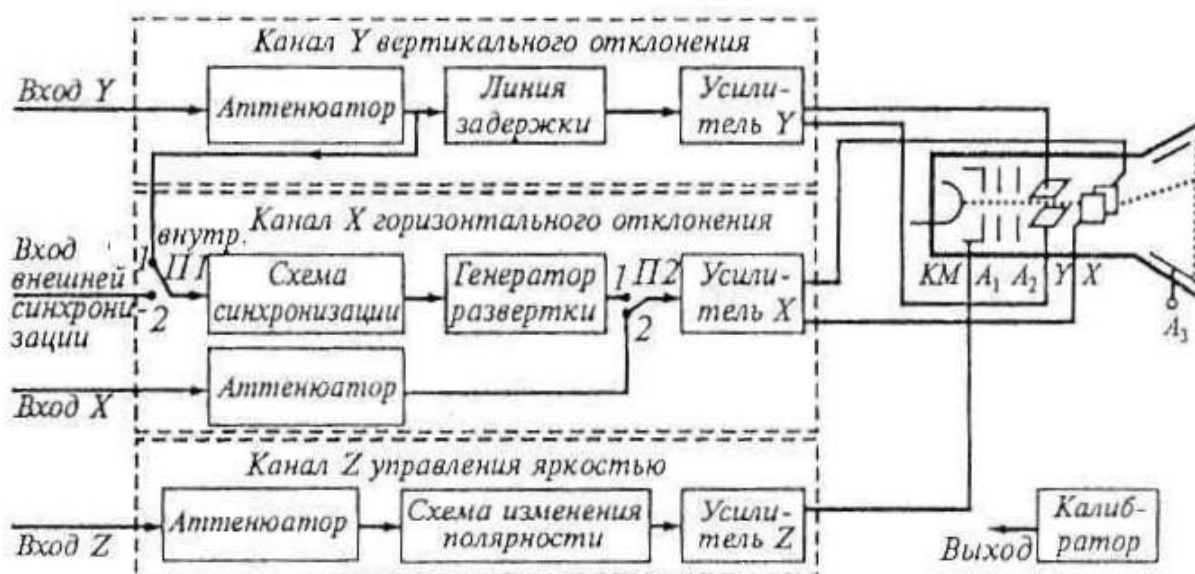 Канал Y вертикального отклонения
Вход Y
Аттенюатор
Линия
задержки
Усили-
тель Y
Канал X горизонтального отклонения
внутр.
1
П1
2
Вход
внешней
синхрони-
зации
Схема
синхронизации
Генератор
развертки
1
П2
2
Усили-
тель X
КМ A₁ A₂ Y X
A₃
Вход X
Аттенюатор
Канал Z управления яркостью
Вход Z
Аттенюатор
Схема изменения
полярности
Усили-
тель Z
Выход
Калиб-
ратор